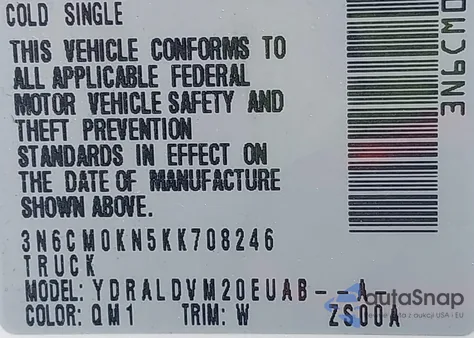 COLD SINGLE
THIS VEHICLE CONFORMS TO
ALL APPLICABLE FEDERAL
MOTOR VEHICLE SAFETY AND
THEFT PREVENTION
STANDARDS IN EFFECT ON
THE DATE OF MANUFACTURE
SHOWN ABOVE.
3N6CM0KN5KK708246
TRUCK
MODEL: YDRALDVM20EUAB--A-
COLOR: QM1 TRIM: W ZS00A
3N6CM0
autaSnap